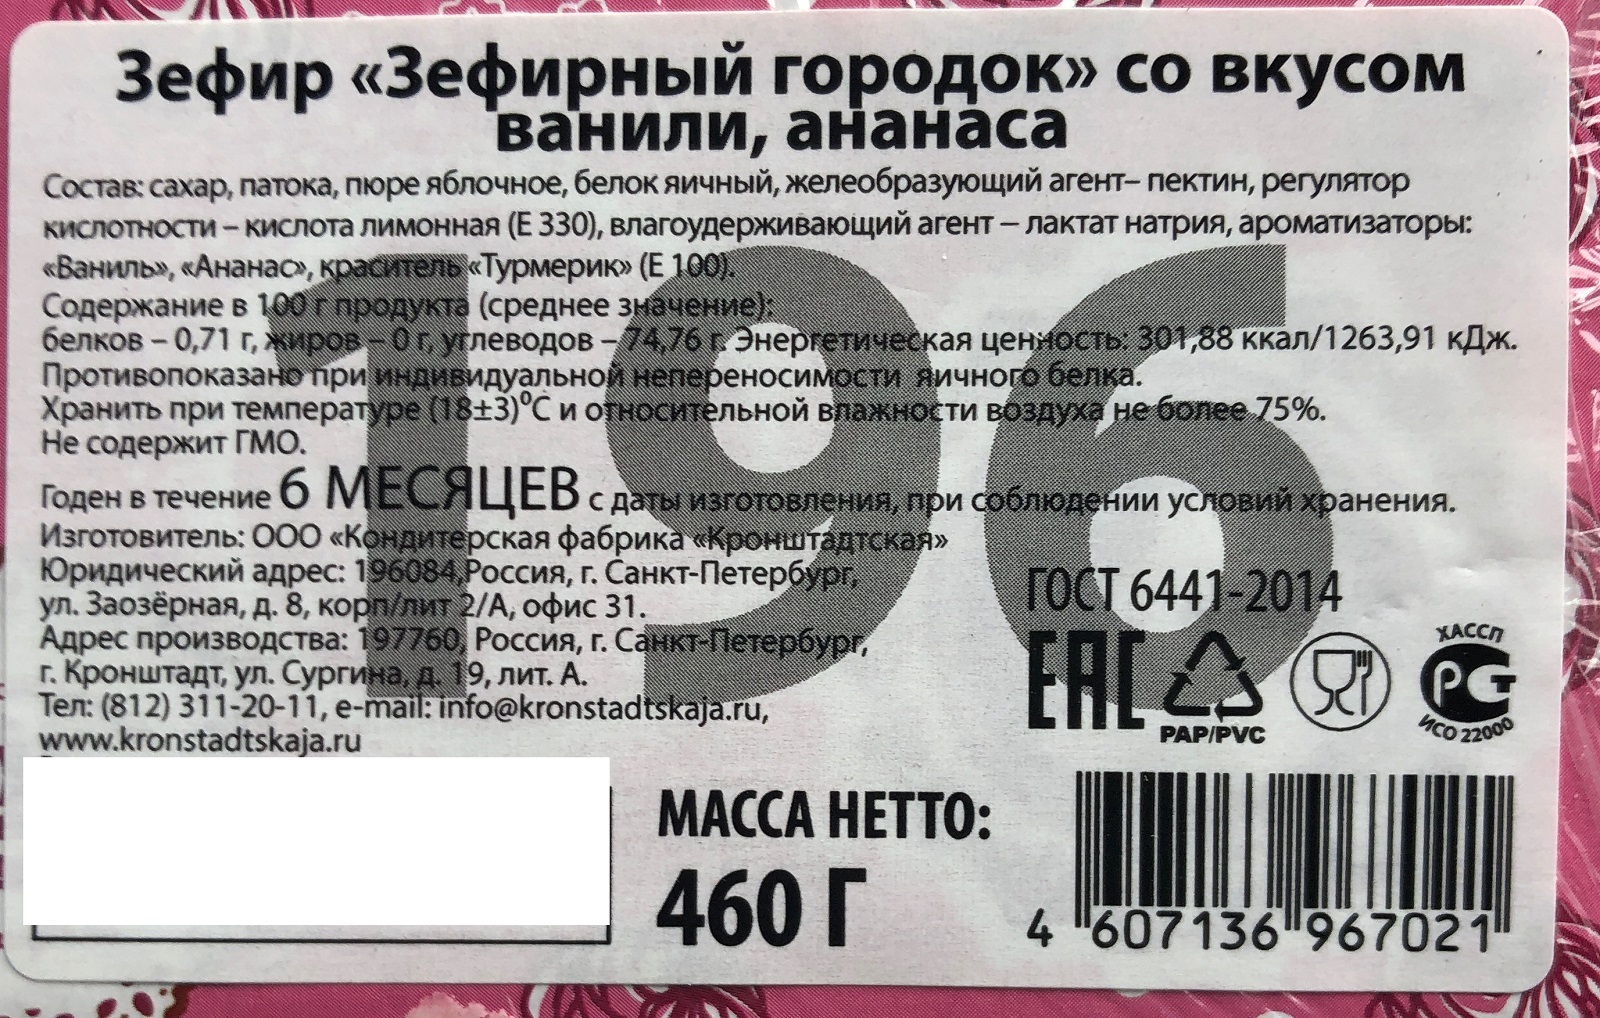 Зефир «Зефирный городок» со вкусом
ванили, ананаса
Состав: сахар, патока, пюре яблочное, белок яичный, желеобразующий агент– пектин, регулятор
кислотности – кислота лимонная (Е 330), влагоудерживающий агент – лактат натрия, ароматизаторы:
«Ваниль», «Ананас», краситель «Турмерик» (Е 100).
Содержание в 100 г продукта (среднее значение):
белков – 0,71 г, жиров – 0 г, углеводов – 74,76 г. Энергетическая ценность: 301,88 ккал/1263,91 кДж.
Противопоказано при индивидуальной непереносимости яичного белка.
Хранить при температуре (18±3)⁰С и относительной влажности воздуха не более 75%.
Не содержит ГМО.
Годен в течение 6 МЕСЯЦЕВ с даты изготовления, при соблюдении условий хранения.
Изготовитель: ООО «Кондитерская фабрика «Кронштадтская»
Юридический адрес: 196084,Россия, г. Санкт-Петербург,
ул. Заозёрная, д. 8, корп/лит 2/А, офис 31.
Адрес производства: 197760, Россия, г. Санкт-Петербург,
г. Кронштадт, ул. Сургина, д. 19, лит. А.
Тел: (812) 311-20-11, e-mail: info@kronstadtskaja.ru,
www.kronstadtskaja.ru
196
ГОСТ 6441-2014
ЕАС
PAP/PVC
ХАССП
РСТ
ИСО 22000
МАССА НЕТТО:
460 Г
4 607136 967021